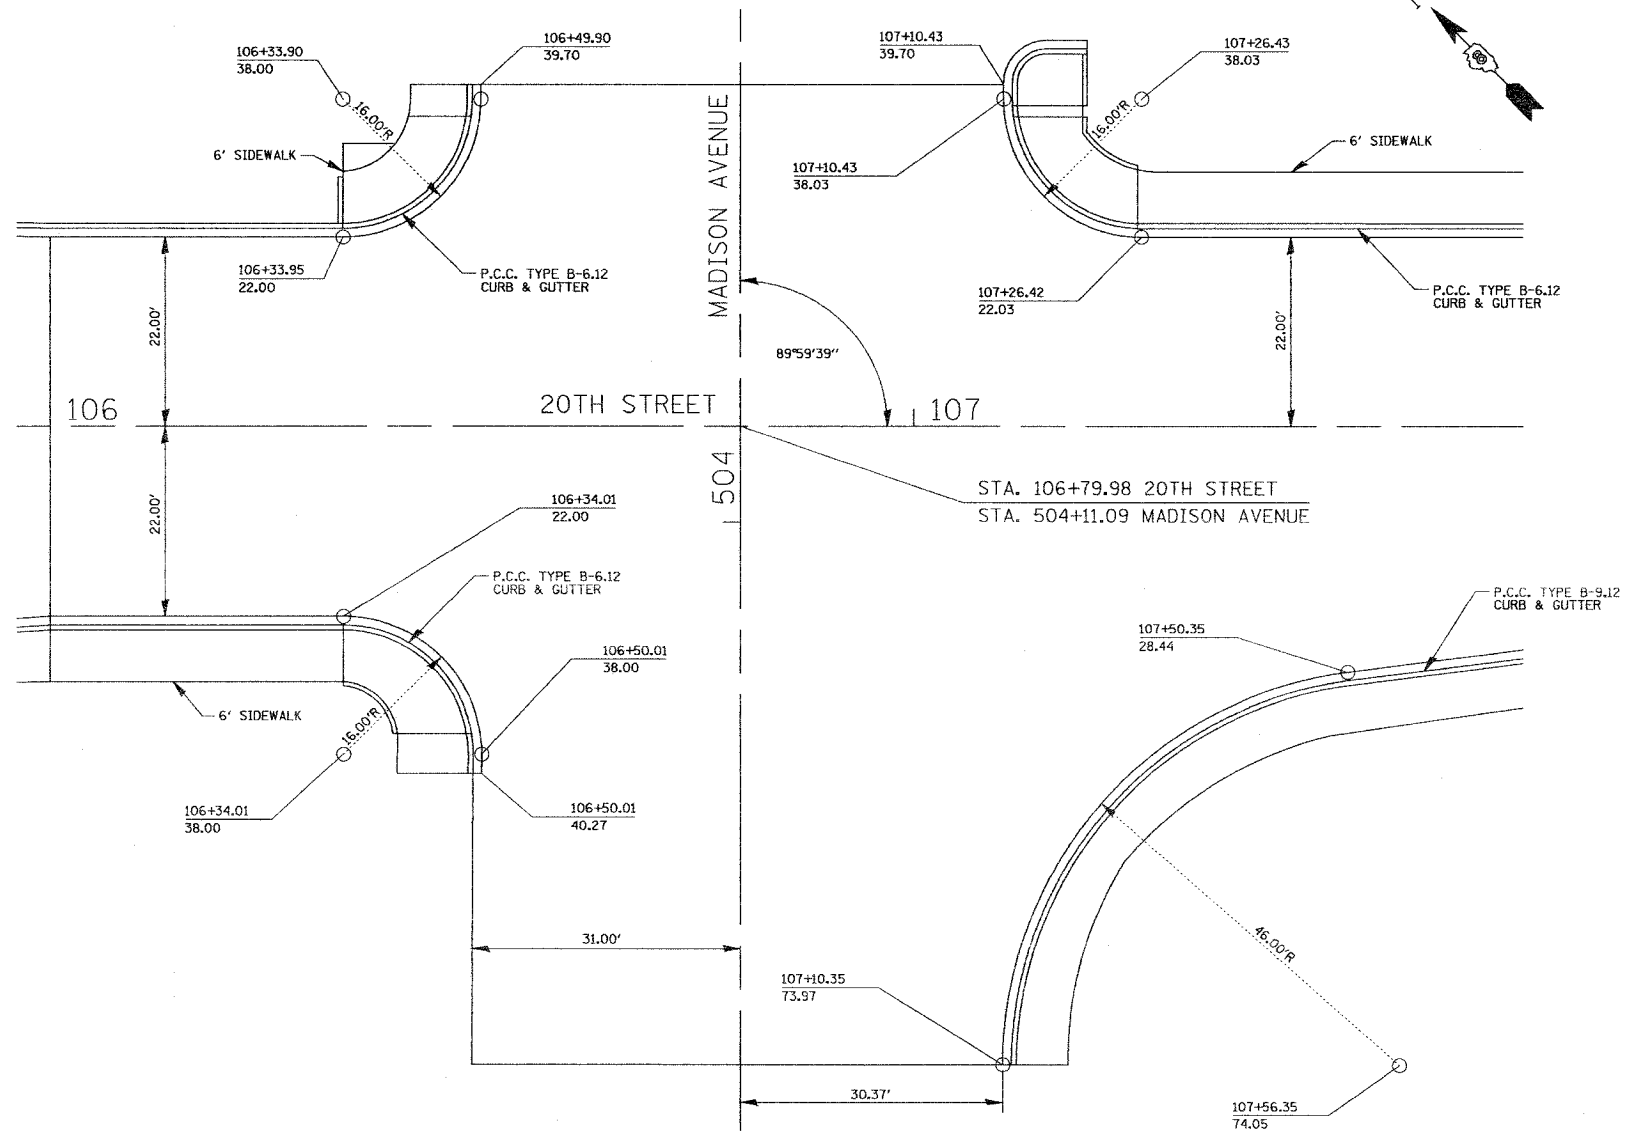 106+33.90
38.00
106+49.90
39.70
107+10.43
39.70
107+26.43
38.03
16.00'R
16.00'R
6' SIDEWALK
6' SIDEWALK
107+10.43
38.03
MADISON AVENUE
106+33.95
22.00
P.C.C. TYPE B-6.12
CURB & GUTTER
107+26.42
22.03
P.C.C. TYPE B-6.12
CURB & GUTTER
22.00'
22.00'
89°59'39"
106
20TH STREET
107
504
STA. 106+79.98 20TH STREET
STA. 504+11.09 MADISON AVENUE
22.00'
106+34.01
22.00
P.C.C. TYPE B-6.12
CURB & GUTTER
P.C.C. TYPE B-9.12
CURB & GUTTER
107+50.35
28.44
106+50.01
38.00
6' SIDEWALK
16.00'R
106+34.01
38.00
106+50.01
40.27
31.00'
46.00'R
107+10.35
73.97
30.37'
107+56.35
74.05